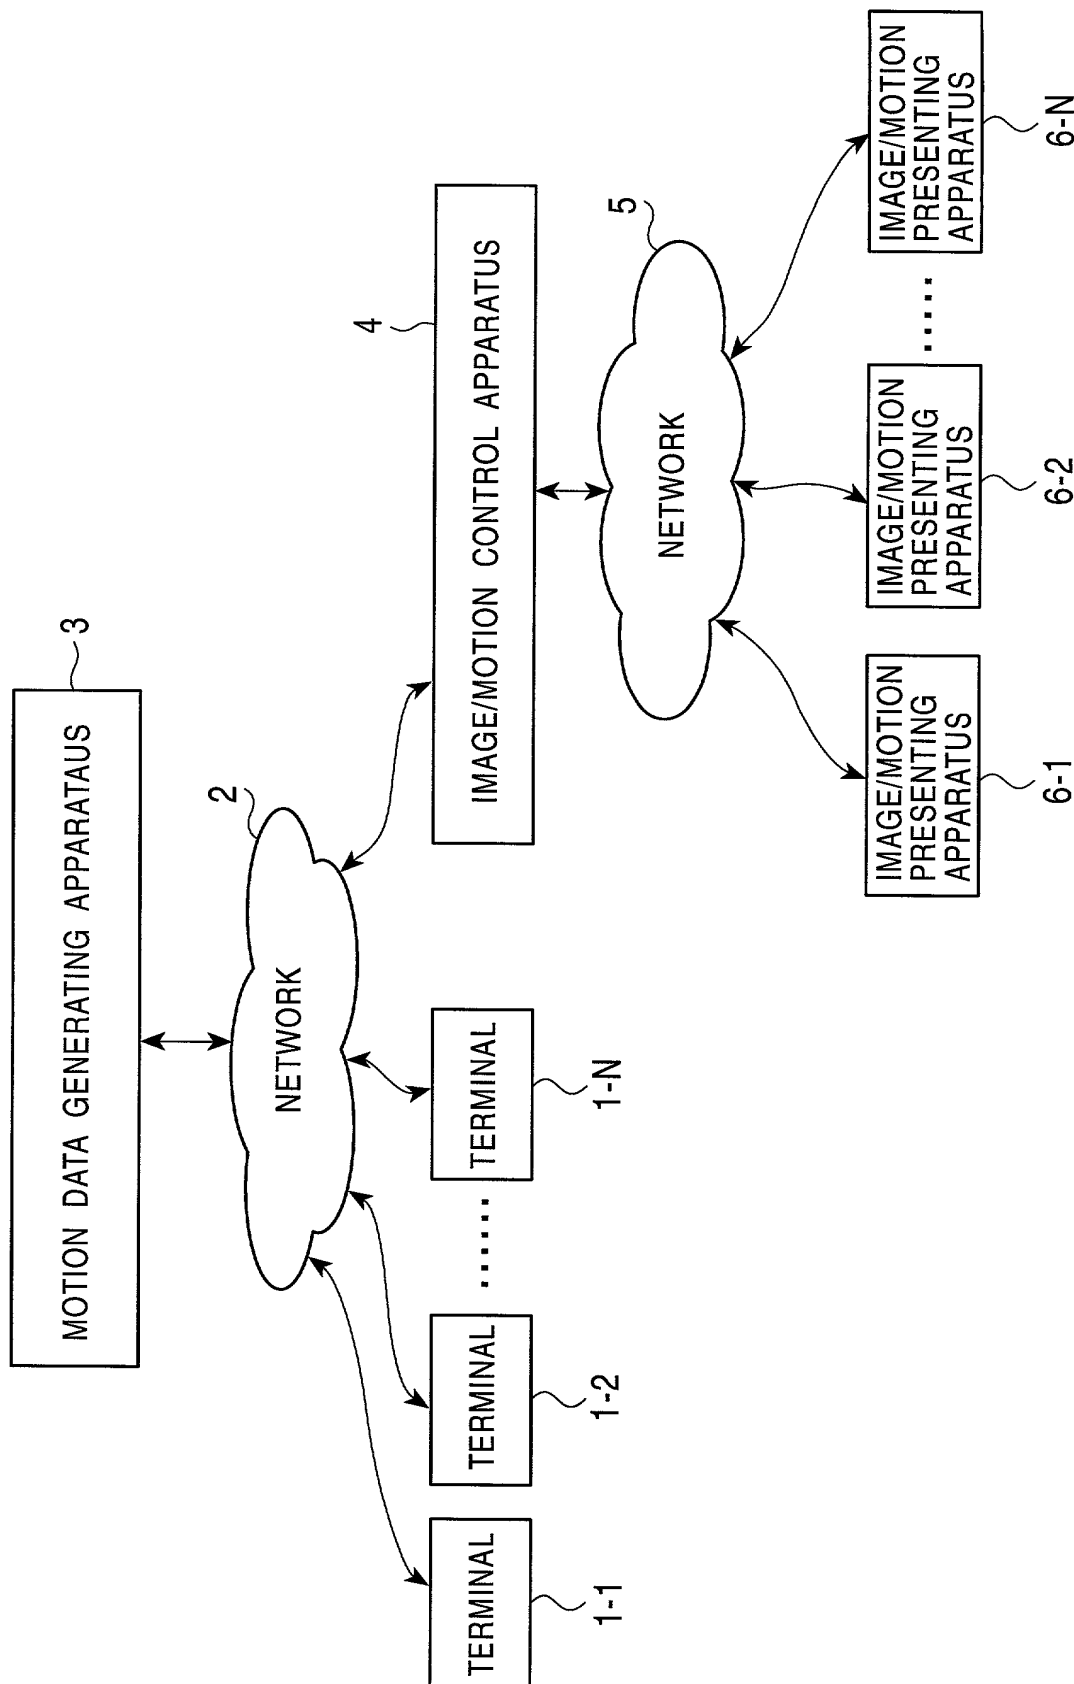 MOTION DATA GENERATING APPARATAUS
3
2
NETWORK
4
IMAGE/MOTION CONTROL APPARATUS
TERMINAL
1-1
TERMINAL
1-2
......
TERMINAL
1-N
5
NETWORK
IMAGE/MOTION
PRESENTING
APPARATUS
6-1
IMAGE/MOTION
PRESENTING
APPARATUS
6-2
.....
IMAGE/MOTION
PRESENTING
APPARATUS
6-N